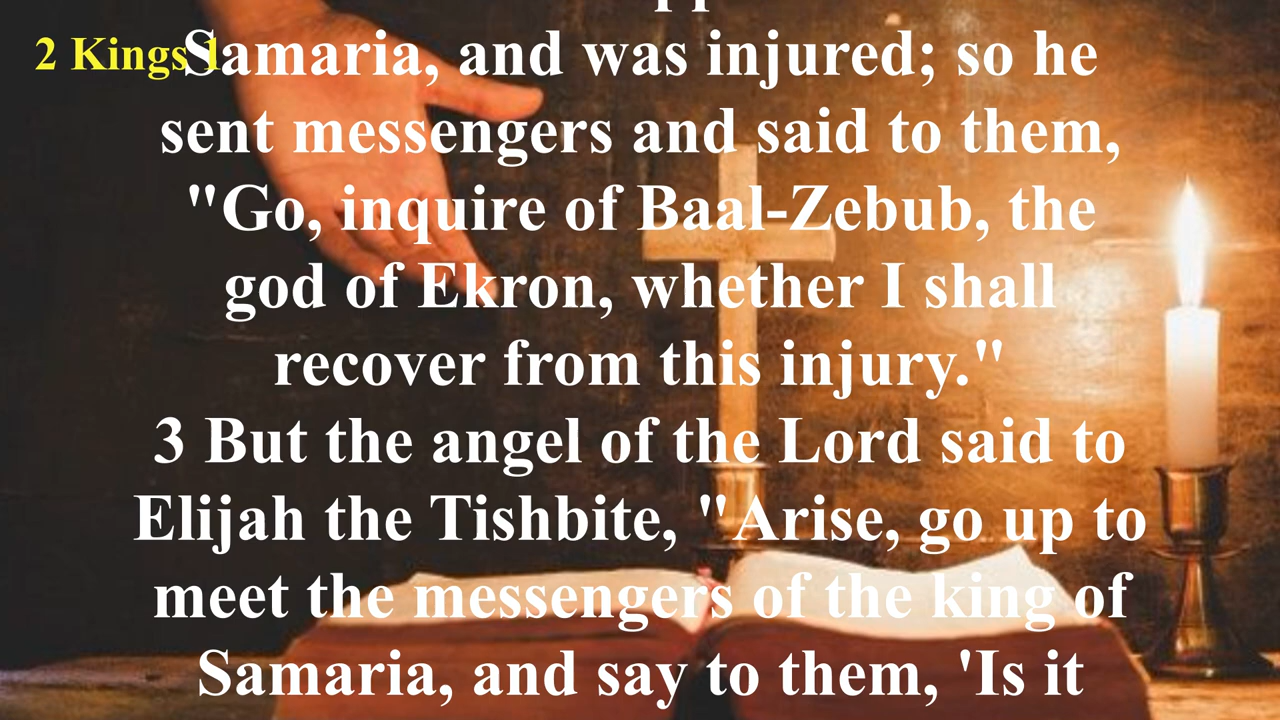 2 Kings 1
Samaria, and was injured; so he
sent messengers and said to them,
"Go, inquire of Baal-Zebub, the
god of Ekron, whether I shall
recover from this injury."
3 But the angel of the Lord said to
Elijah the Tishbite, "Arise, go up to
meet the messengers of the king of
Samaria, and say to them, 'Is it